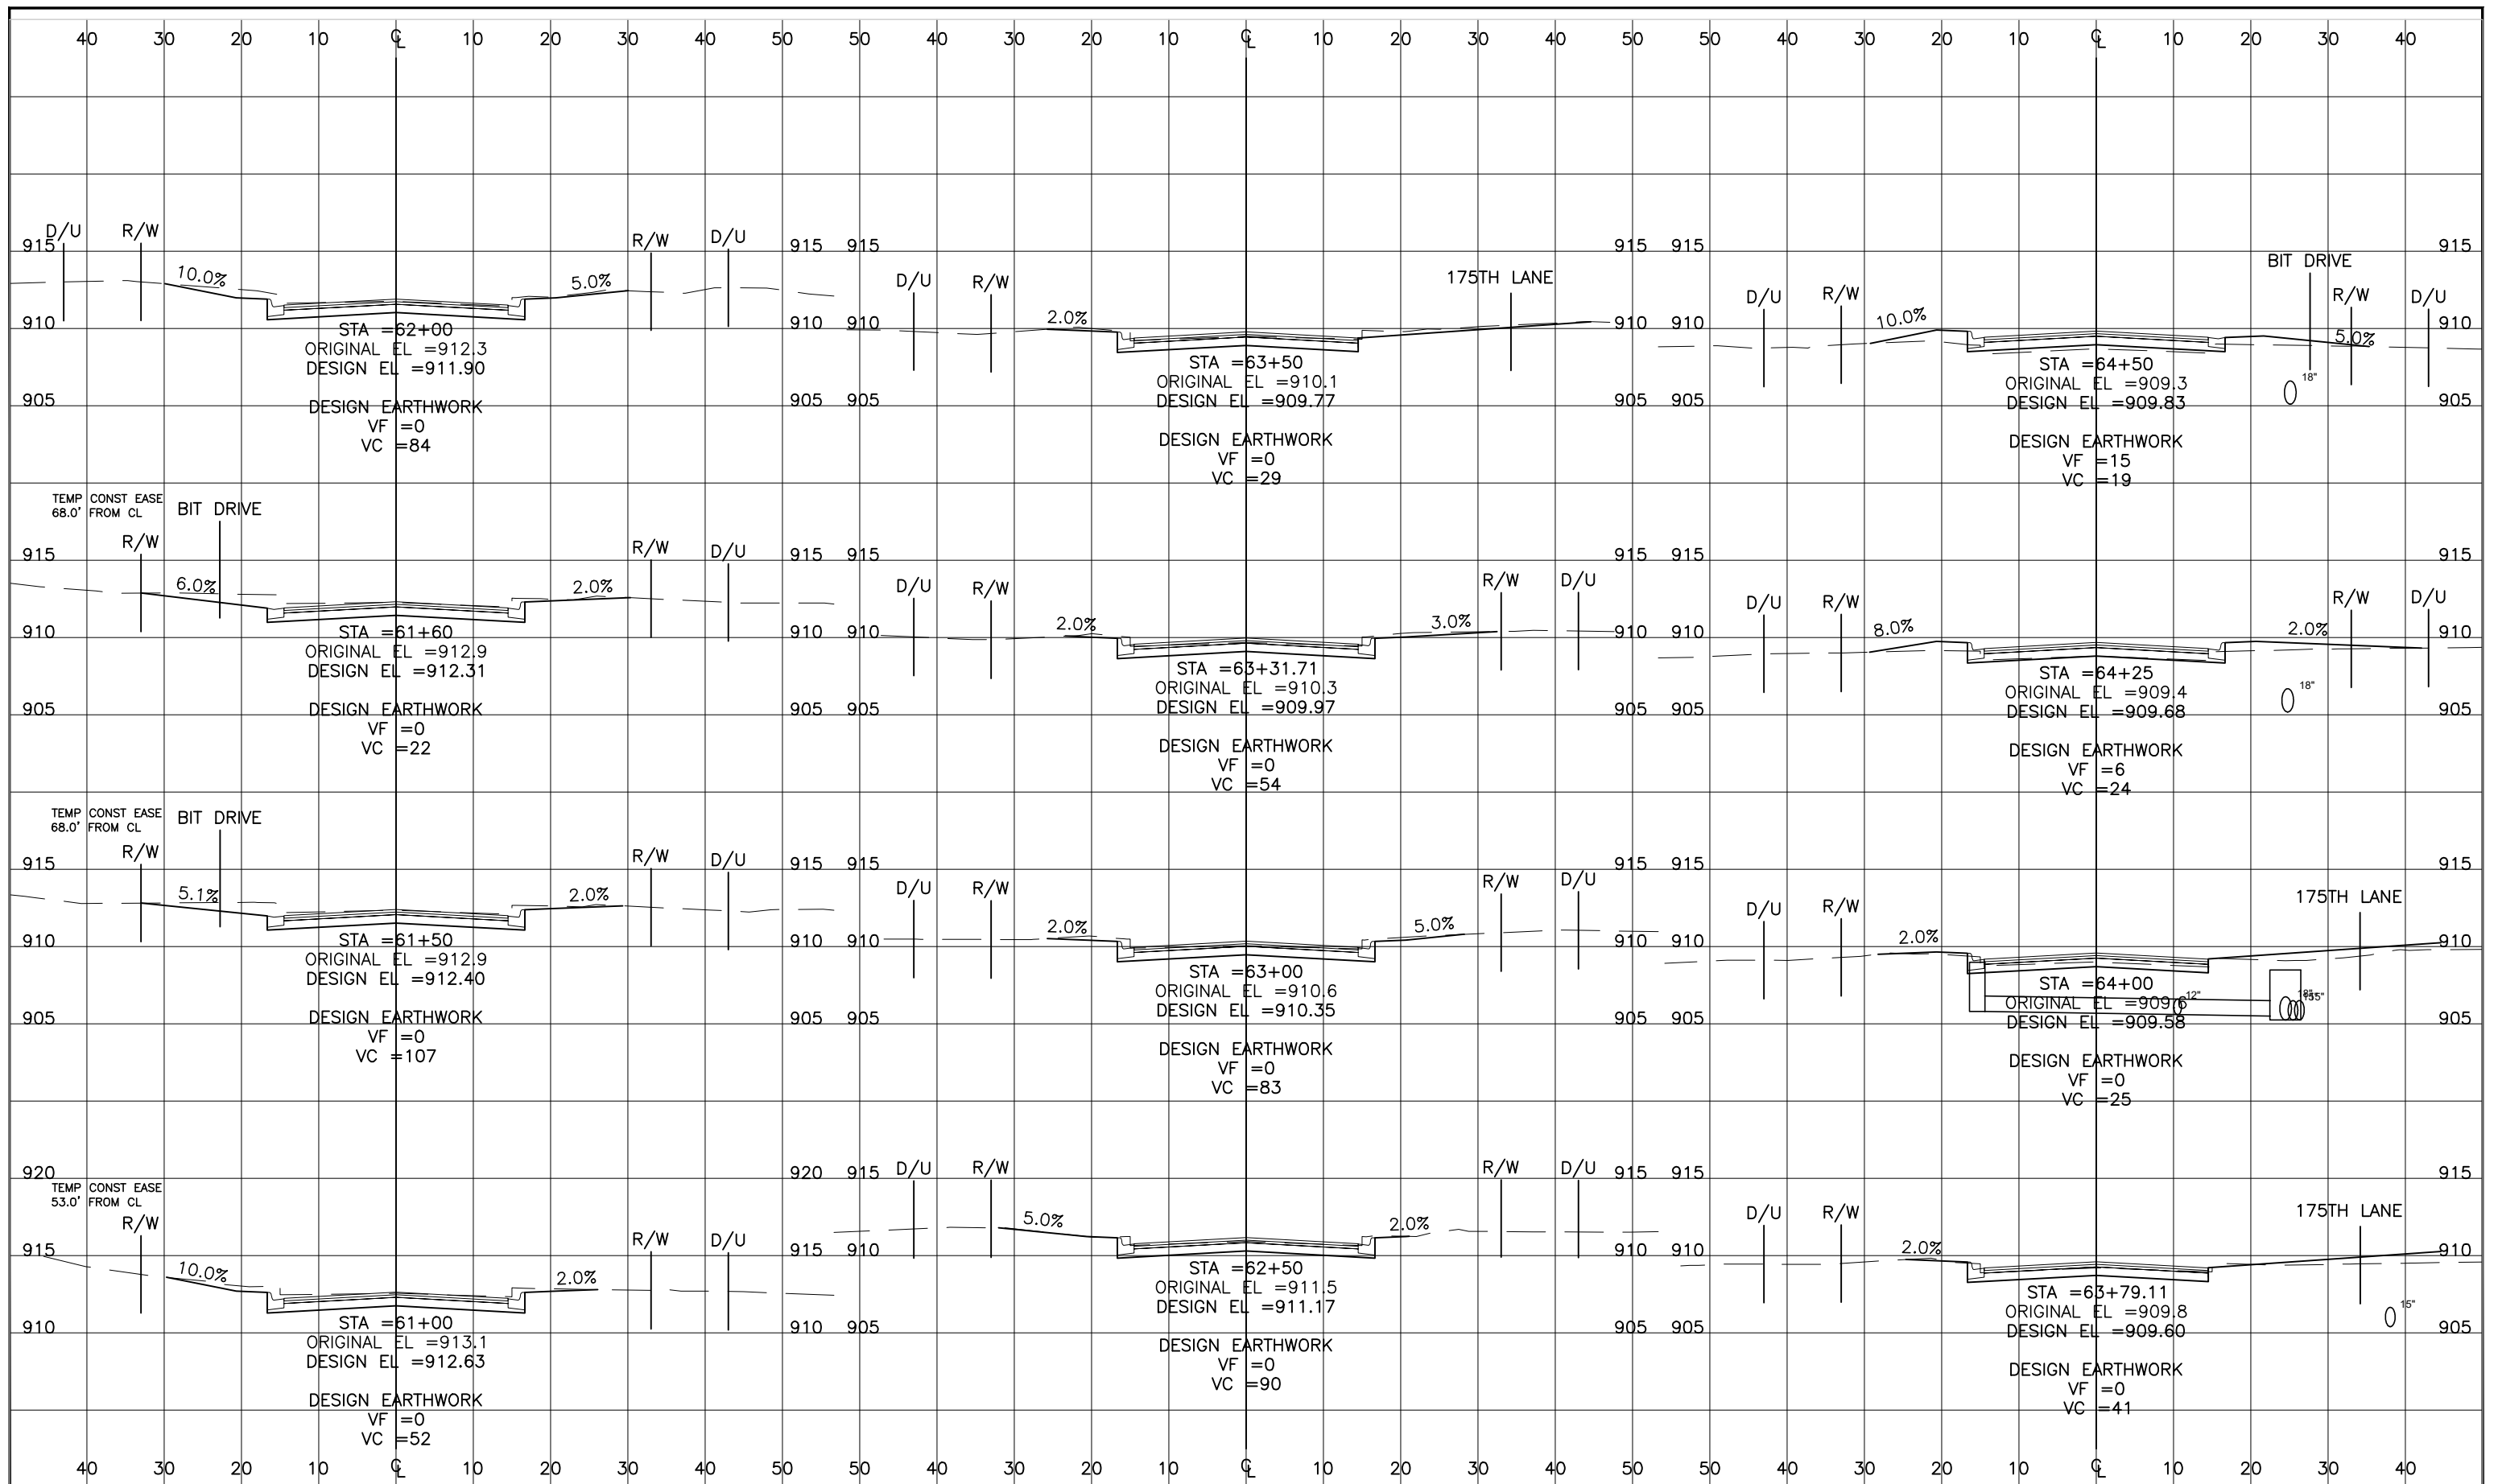 40 30 20 10 CL 10 20 30 40 50 50 40 30 20 10 CL 10 20 30 40 50 50 40 30 20 10 CL 10 20 30 40
D/U R/W 10.0% 5.0% R/W D/U
915 915
910 910
905 905
STA =62+00
ORIGINAL EL =912.3
DESIGN EL =911.90
DESIGN EARTHWORK
VF =0
VC =84
D/U R/W 2.0% 175TH LANE
915 915
910 910
905 905
STA =63+50
ORIGINAL EL =910.1
DESIGN EL =909.77
DESIGN EARTHWORK
VF =0
VC =29
BIT DRIVE
D/U R/W 10.0% 5.0% R/W D/U
915 915
910 910
905 905
18"
STA =64+50
ORIGINAL EL =909.3
DESIGN EL =909.83
DESIGN EARTHWORK
VF =15
VC =19
TEMP CONST EASE
68.0' FROM CL
BIT DRIVE
R/W 6.0% 2.0% R/W D/U
915 915
910 910
905 905
STA =61+60
ORIGINAL EL =912.9
DESIGN EL =912.31
DESIGN EARTHWORK
VF =0
VC =22
D/U R/W 2.0% 3.0% R/W D/U
915 915
910 910
905 905
STA =63+31.71
ORIGINAL EL =910.3
DESIGN EL =909.97
DESIGN EARTHWORK
VF =0
VC =54
D/U R/W 8.0% 2.0% R/W D/U
915 915
910 910
905 905
18"
STA =64+25
ORIGINAL EL =909.4
DESIGN EL =909.68
DESIGN EARTHWORK
VF =6
VC =24
TEMP CONST EASE
68.0' FROM CL
BIT DRIVE
R/W 5.1% 2.0% R/W D/U
915 915
910 910
905 905
STA =61+50
ORIGINAL EL =912.9
DESIGN EL =912.40
DESIGN EARTHWORK
VF =0
VC =107
D/U R/W 2.0% 5.0% R/W D/U
915 915
910 910
905 905
STA =63+00
ORIGINAL EL =910.6
DESIGN EL =910.35
DESIGN EARTHWORK
VF =0
VC =83
D/U R/W 2.0% 175TH LANE
915 915
910 910
905 905
12"
STA =64+00
ORIGINAL EL =909.6
DESIGN EL =909.58
DESIGN EARTHWORK
VF =0
VC =25
TEMP CONST EASE
53.0' FROM CL
R/W 10.0% 2.0% R/W D/U
920 920
915 915
910 910
STA =61+00
ORIGINAL EL =913.1
DESIGN EL =912.63
DESIGN EARTHWORK
VF =0
VC =52
D/U R/W 5.0% 2.0% R/W D/U
915 915
910 910
905 905
STA =62+50
ORIGINAL EL =911.5
DESIGN EL =911.17
DESIGN EARTHWORK
VF =0
VC =90
D/U R/W 2.0% 175TH LANE
915 915
910 910
905 905
15"
STA =63+79.11
ORIGINAL EL =909.8
DESIGN EL =909.60
DESIGN EARTHWORK
VF =0
VC =41
40 30 20 10 CL 10 20 30 40 50 50 40 30 20 10 CL 10 20 30 40 50 50 40 30 20 10 CL 10 20 30 40